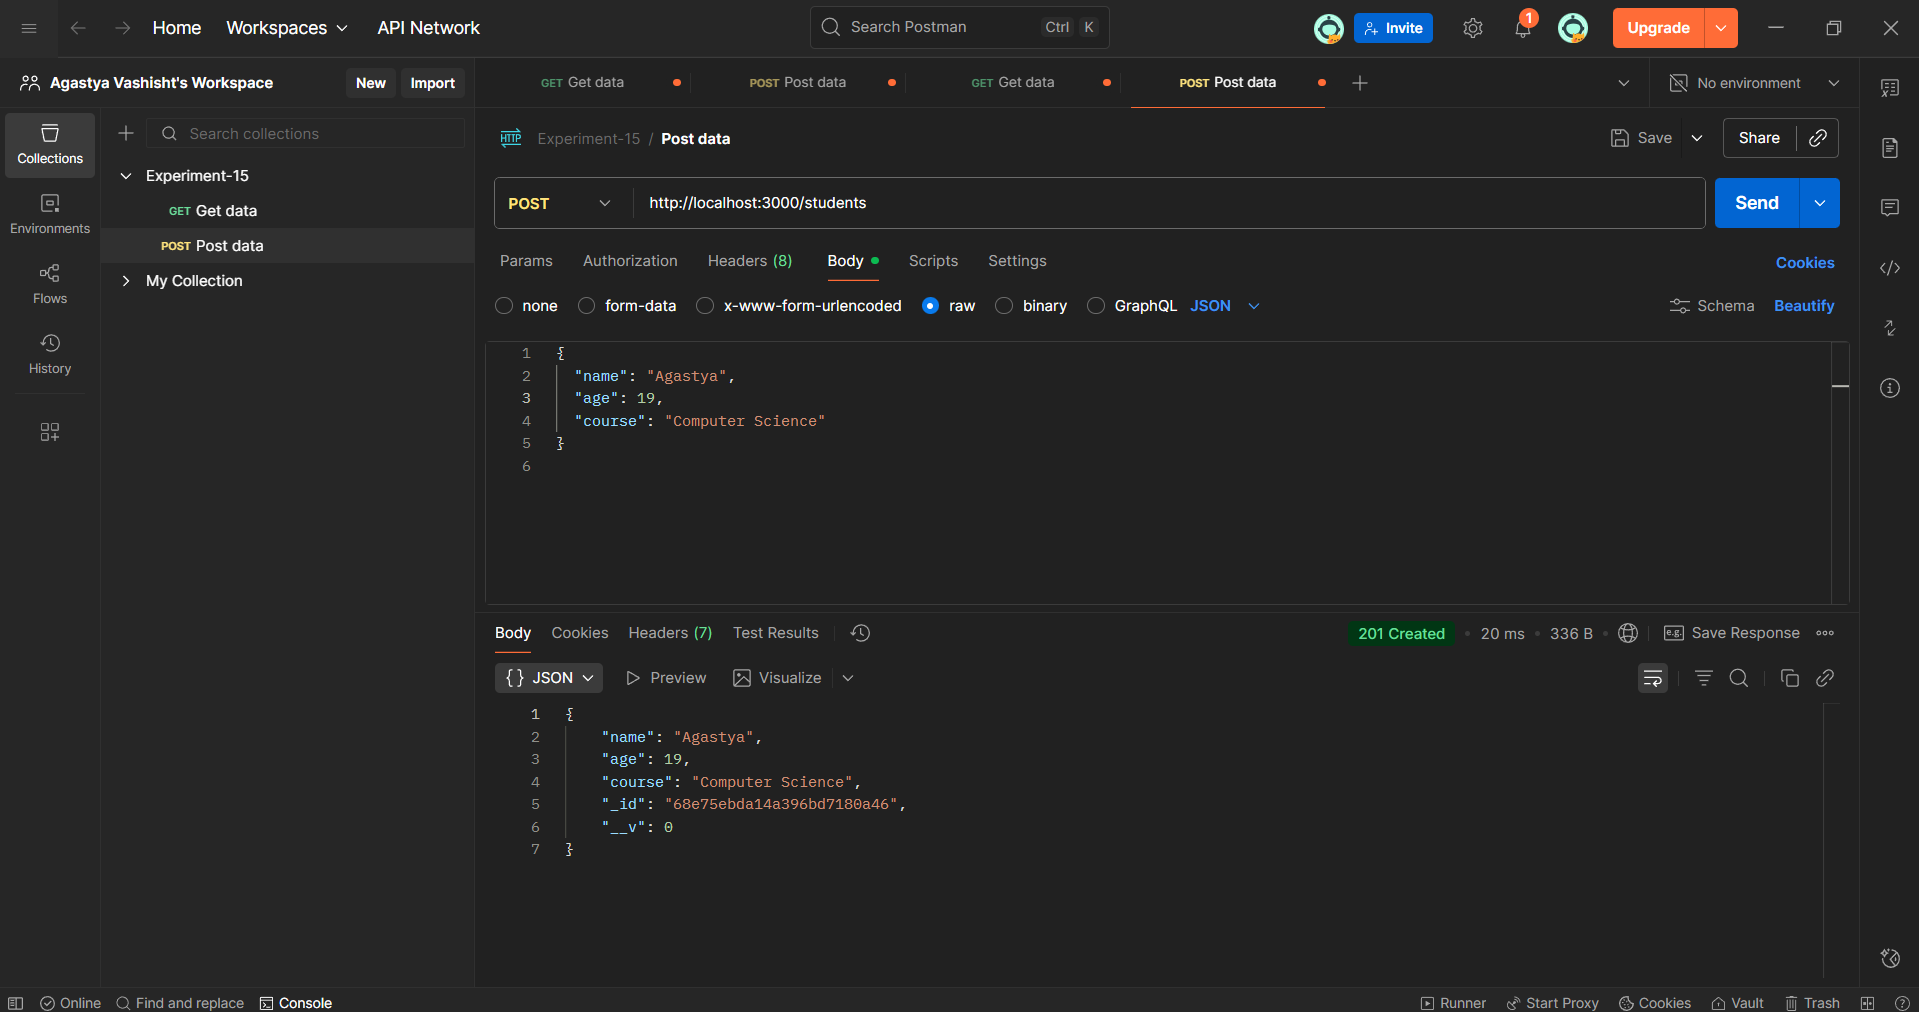 Home Workspaces API Network Search Postman Ctrl K Invite 1 Upgrade
Agastya Vashisht's Workspace New Import GET Get data POST Post data GET Get data POST Post data No environment
Collections
Environments
Flows
History
Search collections
Experiment-15
GET Get data
POST Post data
My Collection
HTTP Experiment-15 / Post data Save Share
POST http://localhost:3000/students Send
Params Authorization Headers (8) Body Scripts Settings Cookies
none form-data x-www-form-urlencoded raw binary GraphQL JSON Schema Beautify
1 {
2 "name": "Agastya",
3 "age": 19,
4 "course": "Computer Science"
5 }
6
Body Cookies Headers (7) Test Results 201 Created 20 ms 336 B e.g. Save Response
{} JSON Preview Visualize
1 {
2 "name": "Agastya",
3 "age": 19,
4 "course": "Computer Science",
5 "_id": "68e75ebda14a396bd7180a46",
6 "__v": 0
7 }
Online Find and replace Console Runner Start Proxy Cookies Vault Trash